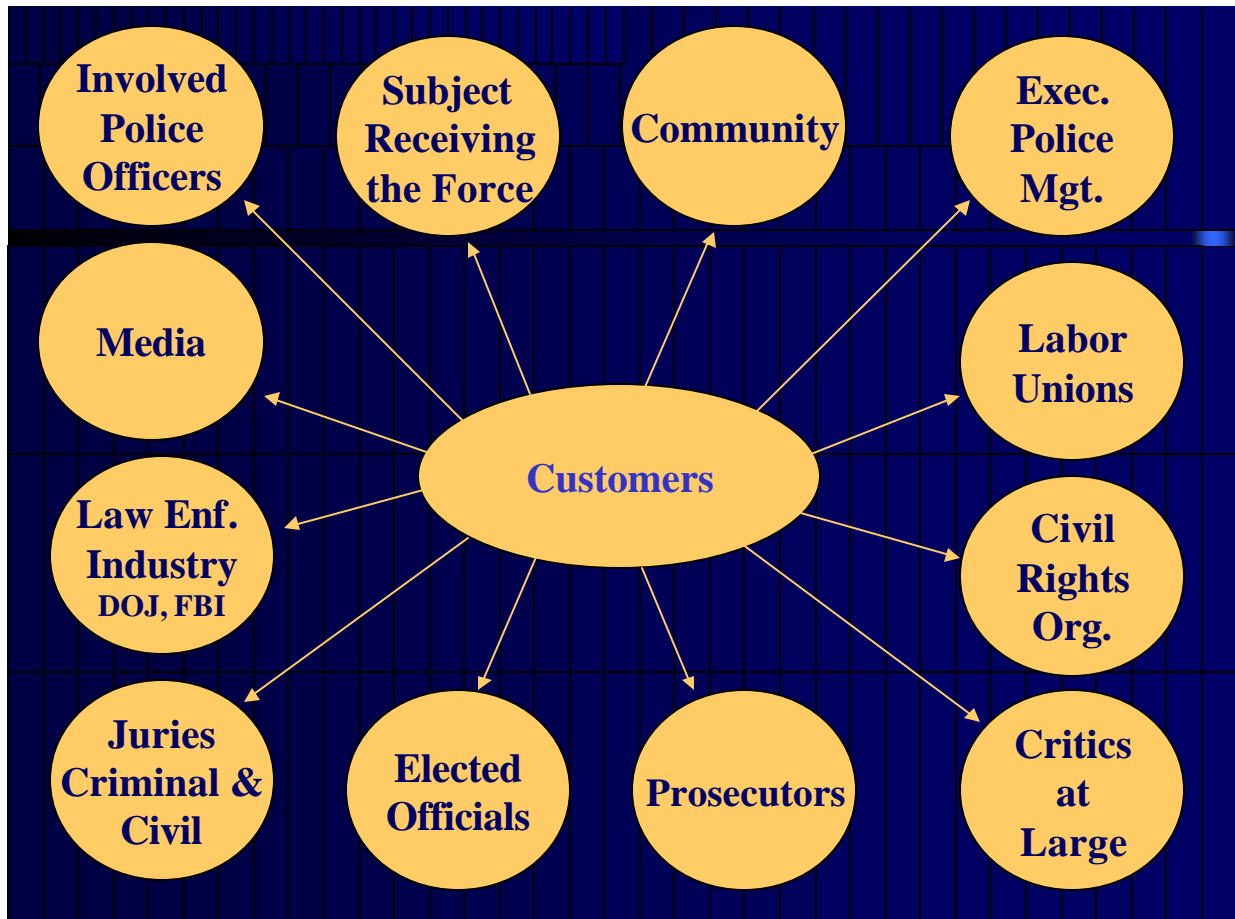 Involved
Police
Officers
Subject
Receiving
the Force
Community
Exec.
Police
Mgt.
Media
Labor
Unions
Customers
Law Enf.
Industry
DOJ, FBI
Civil
Rights
Org.
Juries
Criminal &
Civil
Elected
Officials
Prosecutors
Critics
at
Large